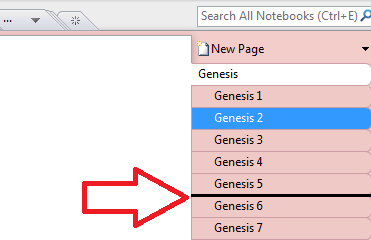 ...
Search All Notebooks (Ctrl+E)
New Page
Genesis
Genesis 1
Genesis 2
Genesis 3
Genesis 4
Genesis 5
Genesis 6
Genesis 7